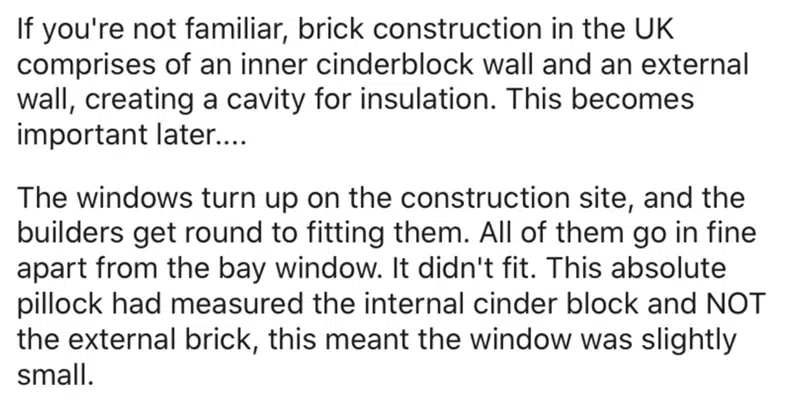 If you're not familiar, brick construction in the UK
comprises of an inner cinderblock wall and an external
wall, creating a cavity for insulation. This becomes
important later....
The windows turn up on the construction site, and the
builders get round to fitting them. All of them go in fine
apart from the bay window. It didn't fit. This absolute
pillock had measured the internal cinder block and NOT
the external brick, this meant the window was slightly
small.